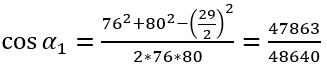 cos α₁ = (76²+80²−(29/2)²)/(2*76*80) = 47863/48640